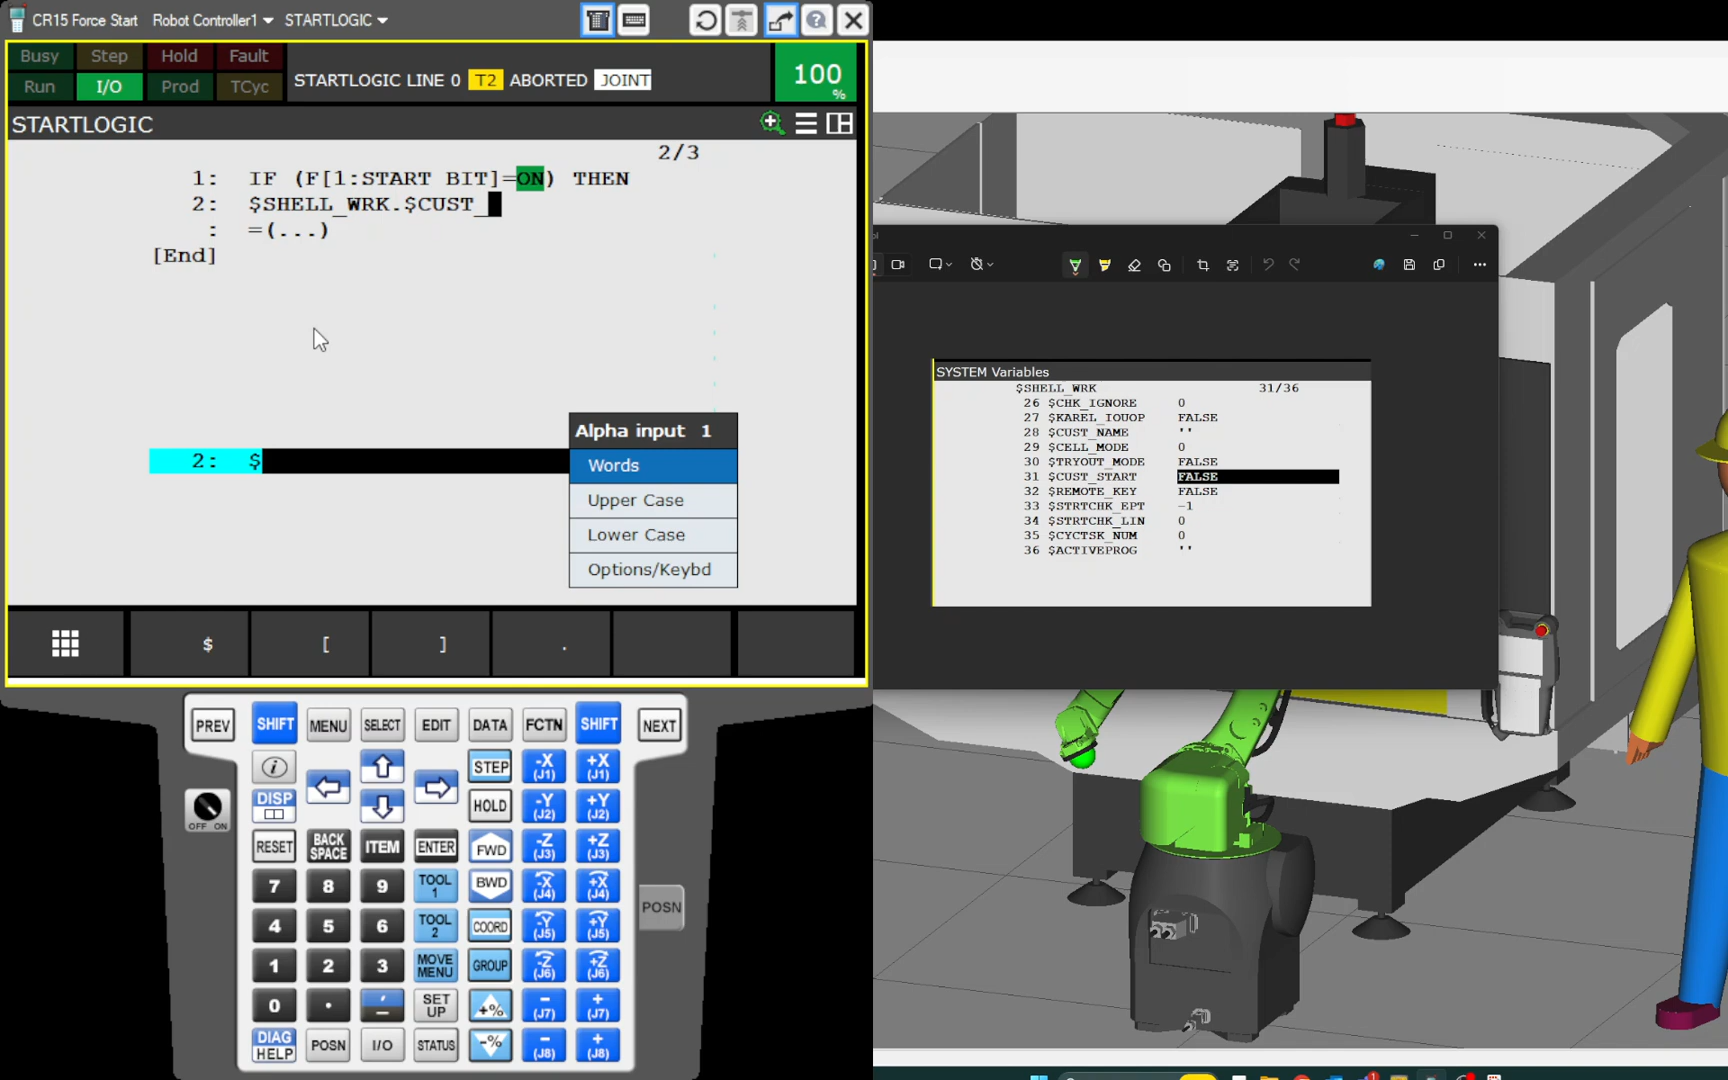 CR15 Force Start Robot Controller1 STARTLOGIC
Busy Step Hold Fault
Run I/O Prod TCyc
STARTLOGIC LINE 0 T2 ABORTED JOINT
100
%
STARTLOGIC
2/3
1: IF (F[1:START BIT]=ON) THEN
2: $SHELL_WRK.$CUST_
: =(...)
[End]
2: $
Alpha input 1
Words
Upper Case
Lower Case
Options/Keybd
$ [ ] .
PREV SHIFT MENU SELECT EDIT DATA FCTN SHIFT NEXT
i STEP -X (J1) +X (J1)
DISP HOLD -Y (J2) +Y (J2)
OFF ON
RESET BACK SPACE ITEM ENTER FWD -Z (J3) +Z (J3)
7 8 9 TOOL 1 BWD -X (J4) +X (J4)
4 5 6 TOOL 2 COORD -Y (J5) +Y (J5)
POSN
1 2 3 MOVE MENU GROUP -Z (J6) +Z (J6)
0 . , - SET UP +% - (J7) + (J7)
DIAG HELP POSN I/O STATUS -% - (J8) + (J8)
SYSTEM Variables
$SHELL_WRK 31/36
26 $CHK_IGNORE 0
27 $KAREL_IOUOP FALSE
28 $CUST_NAME ''
29 $CELL_MODE 0
30 $TRYOUT_MODE FALSE
31 $CUST_START FALSE
32 $REMOTE_KEY FALSE
33 $STRTCHK_EPT -1
34 $STRTCHK_LIN 0
35 $CYCTSK_NUM 0
36 $ACTIVEPROG ''